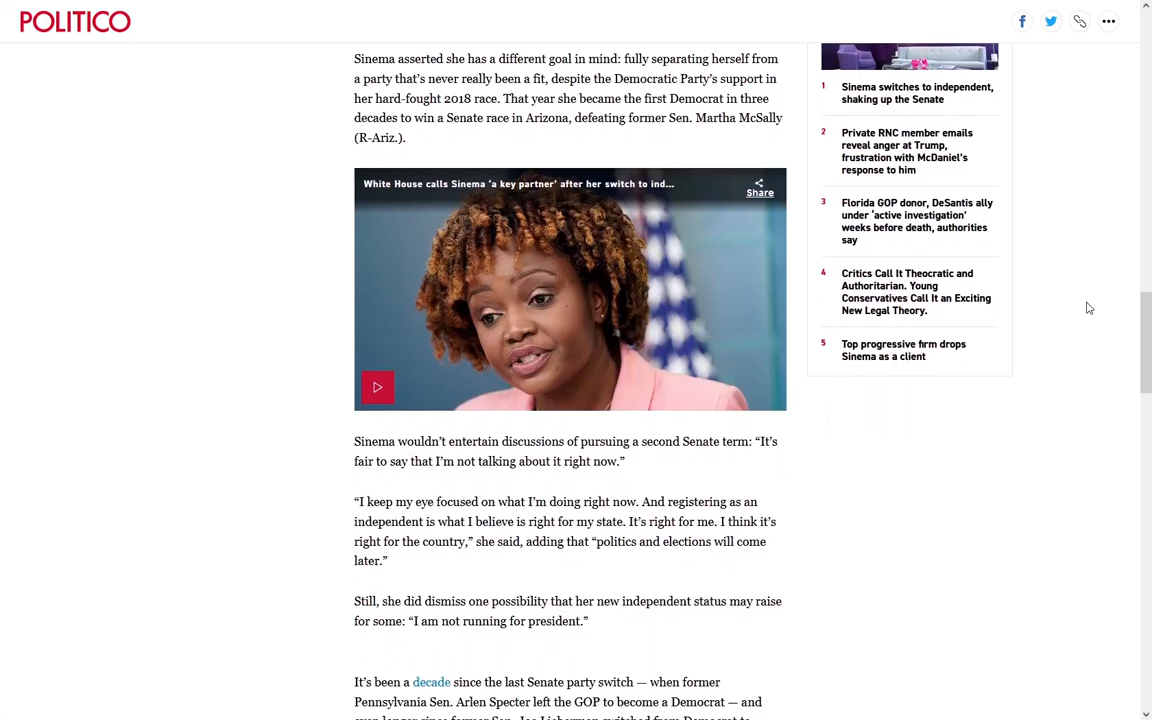 POLITICO
Sinema asserted she has a different goal in mind: fully separating herself from
a party that’s never really been a fit, despite the Democratic Party’s support in
her hard-fought 2018 race. That year she became the first Democrat in three
decades to win a Senate race in Arizona, defeating former Sen. Martha McSally
(R-Ariz.).
White House calls Sinema ‘a key partner’ after her switch to ind...
Share
Sinema wouldn’t entertain discussions of pursuing a second Senate term: “It’s
fair to say that I’m not talking about it right now.”
“I keep my eye focused on what I’m doing right now. And registering as an
independent is what I believe is right for my state. It’s right for me. I think it’s
right for the country,” she said, adding that “politics and elections will come
later.”
Still, she did dismiss one possibility that her new independent status may raise
for some: “I am not running for president.”
It’s been a decade since the last Senate party switch — when former
Pennsylvania Sen. Arlen Specter left the GOP to become a Democrat — and
even longer since former Sen. Joe Lieberman switched from Democrat to
1 Sinema switches to independent,
shaking up the Senate
2 Private RNC member emails
reveal anger at Trump,
frustration with McDaniel’s
response to him
3 Florida GOP donor, DeSantis ally
under ‘active investigation’
weeks before death, authorities
say
4 Critics Call It Theocratic and
Authoritarian. Young
Conservatives Call It an Exciting
New Legal Theory.
5 Top progressive firm drops
Sinema as a client